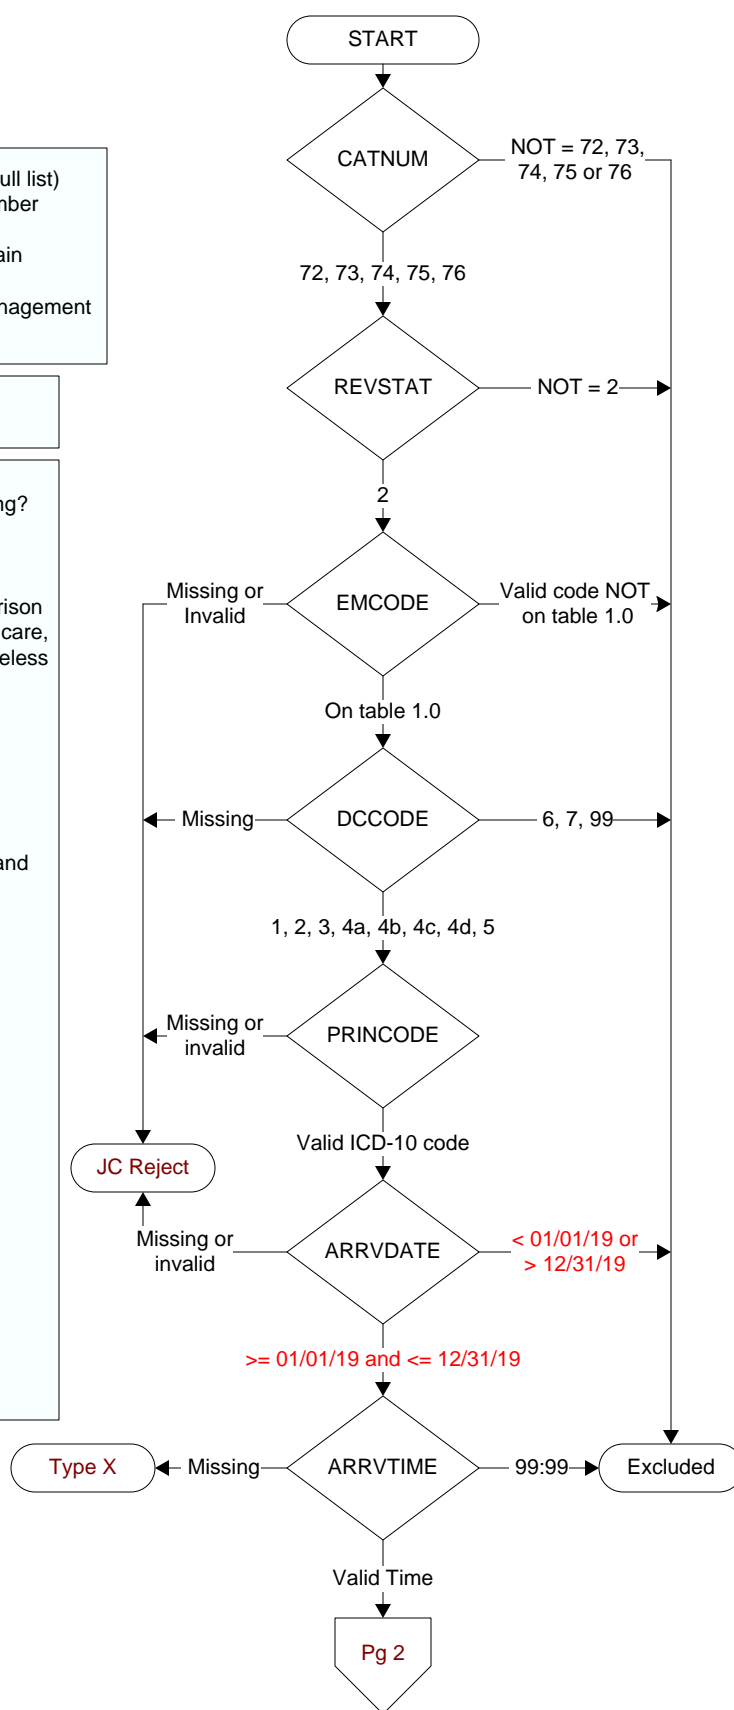 START
CATNUM
NOT = 72, 73,
74, 75 or 76
72, 73, 74, 75, 76
REVSTAT
NOT = 2
2
Missing or
Invalid
EMCODE
Valid code NOT
on table 1.0
On table 1.0
Missing
DCCODE
6, 7, 99
1, 2, 3, 4a, 4b, 4c, 4d, 5
Missing or
invalid
PRINCODE
Valid ICD-10 code
JC Reject
Missing or
invalid
ARRVDATE
< 01/01/19 or
> 12/31/19
>= 01/01/19 and <= 12/31/19
Type X
Missing
ARRVTIME
99:99
Excluded
Valid Time
Pg 2
list)
care,
and